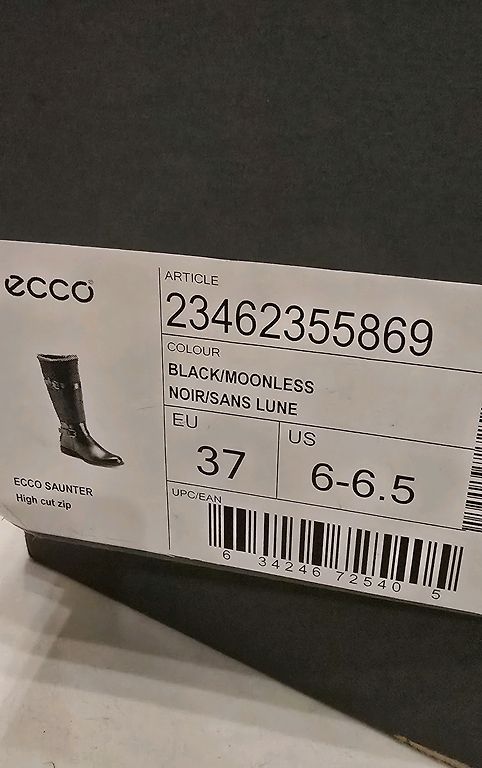 ecco®
ECCO SAUNTER
High cut zip
ARTICLE
23462355869
COLOUR
BLACK/MOONLESS
NOIR/SANS LUNE
EU
37
US
6-6.5
UPC/EAN
6 34246 72540 5